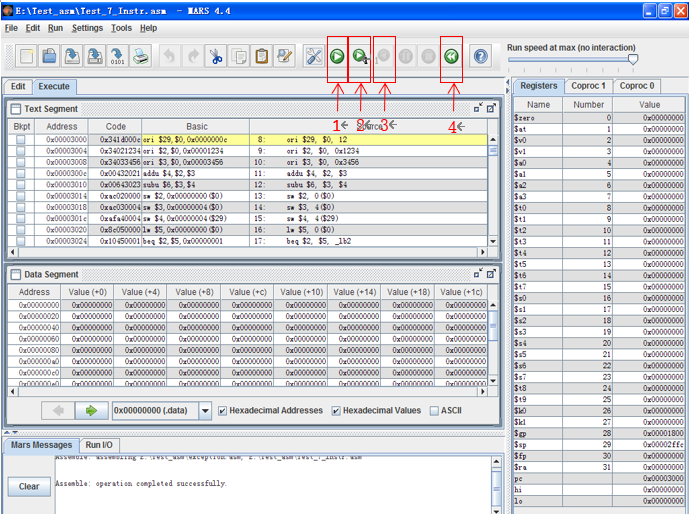 E:\Test_asm\Test_7_Instr.asm - MARS 4.4
File Edit Run Settings Tools Help
Run speed at max (no interaction)
1 2 3 4
Edit Execute
Registers Coproc 1 Coproc 0
Text Segment
Bkpt Address Code Basic
0x00003000 0x341d000c ori $29,$0,0x0000000c 8: ori $29, $0, 12
0x00003004 0x34021234 ori $2,$0,0x00001234 9: ori $2, $0, 0x1234
0x00003008 0x34033456 ori $3,$0,0x00003456 10: ori $3, $0, 0x3456
0x0000300c 0x00432021 addu $4,$2,$3 11: addu $4, $2, $3
0x00003010 0x00643023 subu $6,$3,$4 12: subu $6, $3, $4
0x00003014 0xac020000 sw $2,0x00000000($0) 13: sw $2, 0($0)
0x00003018 0xac030004 sw $3,0x00000004($0) 14: sw $3, 4($0)
0x0000301c 0xafa40004 sw $4,0x00000004($29) 15: sw $4, 4($29)
0x00003020 0x8c050000 lw $5,0x00000000($0) 16: lw $5, 0($0)
0x00003024 0x10450001 beq $2,$5,0x00000001 17: beq $2, $5, _lb2
Data Segment
Address Value (+0) Value (+4) Value (+8) Value (+c) Value (+10) Value (+14) Value (+18) Value (+1c)
0x00000000 0x00000000 0x00000000 0x00000000 0x00000000 0x00000000 0x00000000 0x00000000 0x00000000
0x00000020 0x00000000 0x00000000 0x00000000 0x00000000 0x00000000 0x00000000 0x00000000 0x00000000
0x00000040 0x00000000 0x00000000 0x00000000 0x00000000 0x00000000 0x00000000 0x00000000 0x00000000
0x00000060 0x00000000 0x00000000 0x00000000 0x00000000 0x00000000 0x00000000 0x00000000 0x00000000
0x00000080 0x00000000 0x00000000 0x00000000 0x00000000 0x00000000 0x00000000 0x00000000 0x00000000
0x000000a0 0x00000000 0x00000000 0x00000000 0x00000000 0x00000000 0x00000000 0x00000000 0x00000000
0x000000c0 0x00000000 0x00000000 0x00000000 0x00000000 0x00000000 0x00000000 0x00000000 0x00000000
0x000000e0 0x00000000 0x00000000 0x00000000 0x00000000 0x00000000 0x00000000 0x00000000 0x00000000
0x00000000 (.data) Hexadecimal Addresses Hexadecimal Values ASCII
Mars Messages Run I/O
Assemble: assembling E:\Test_asm\exception.asm, E:\Test_asm\Test_7_Instr.asm
Clear
Assemble: operation completed successfully.
Name Number Value
$zero 0 0x00000000
$at 1 0x00000000
$v0 2 0x00000000
$v1 3 0x00000000
$a0 4 0x00000000
$a1 5 0x00000000
$a2 6 0x00000000
$a3 7 0x00000000
$t0 8 0x00000000
$t1 9 0x00000000
$t2 10 0x00000000
$t3 11 0x00000000
$t4 12 0x00000000
$t5 13 0x00000000
$t6 14 0x00000000
$t7 15 0x00000000
$s0 16 0x00000000
$s1 17 0x00000000
$s2 18 0x00000000
$s3 19 0x00000000
$s4 20 0x00000000
$s5 21 0x00000000
$s6 22 0x00000000
$s7 23 0x00000000
$t8 24 0x00000000
$t9 25 0x00000000
$k0 26 0x00000000
$k1 27 0x00000000
$gp 28 0x00001800
$sp 29 0x00002ffc
$fp 30 0x00000000
$ra 31 0x00000000
pc 0x00003000
hi 0x00000000
lo 0x00000000